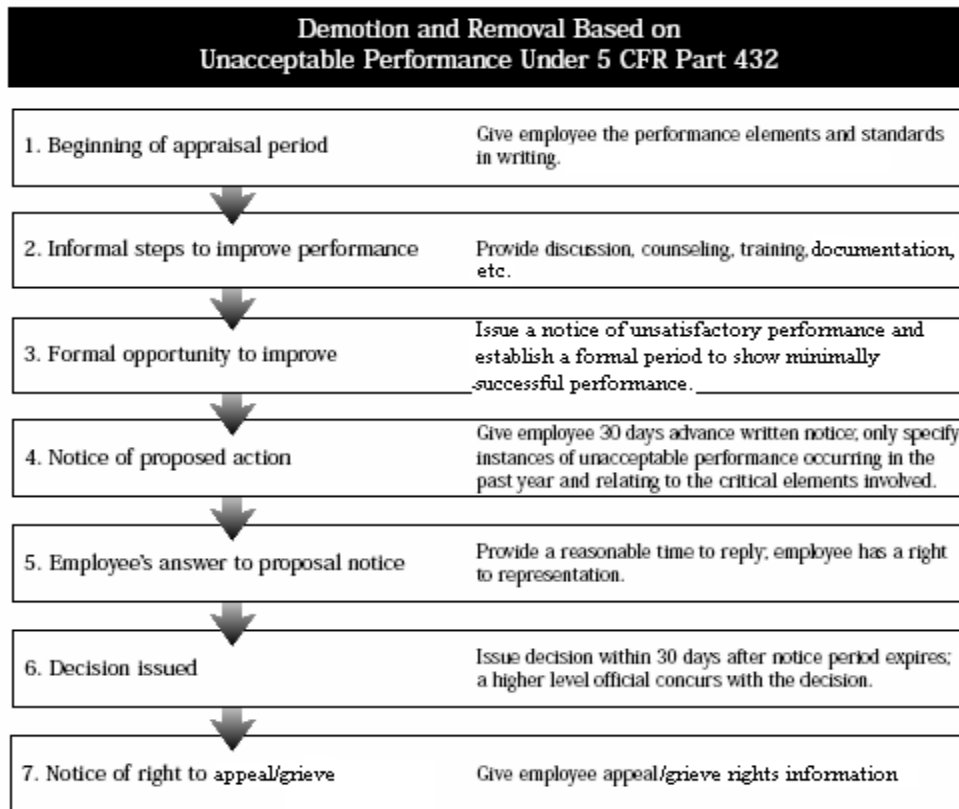 Demotion and Removal Based on
Unacceptable Performance Under 5 CFR Part 432
1. Beginning of appraisal period
Give employee the performance elements and standards
in writing.
2. Informal steps to improve performance
Provide discussion, counseling, training, documentation,
etc.
3. Formal opportunity to improve
Issue a notice of unsatisfactory performance and
establish a formal period to show minimally
successful performance.
4. Notice of proposed action
Give employee 30 days advance written notice; only specify
instances of unacceptable performance occurring in the
past year and relating to the critical elements involved.
5. Employee's answer to proposal notice
Provide a reasonable time to reply; employee has a right
to representation.
6. Decision issued
Issue decision within 30 days after notice period expires;
a higher level official concurs with the decision.
7. Notice of right to appeal/grieve
Give employee appeal/grieve rights information